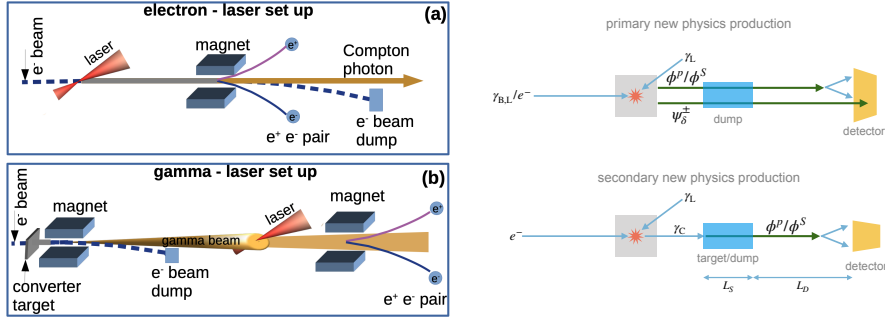 electron - laser set up
(a)
e- beam
laser
magnet
e+
Compton
photon
e-
e+ e- pair
e- beam
dump
gamma - laser set up
(b)
e- beam
magnet
gamma beam
laser
magnet
e+
converter
target
e- beam
dump
e-
e+ e- pair
primary new physics production
γL
ϕᵖ/ϕˢ
γB,L/e−
ψδ±
dump
detector
secondary new physics production
γL
e−
γC
ϕᵖ/ϕˢ
target/dump
detector
LS
LD